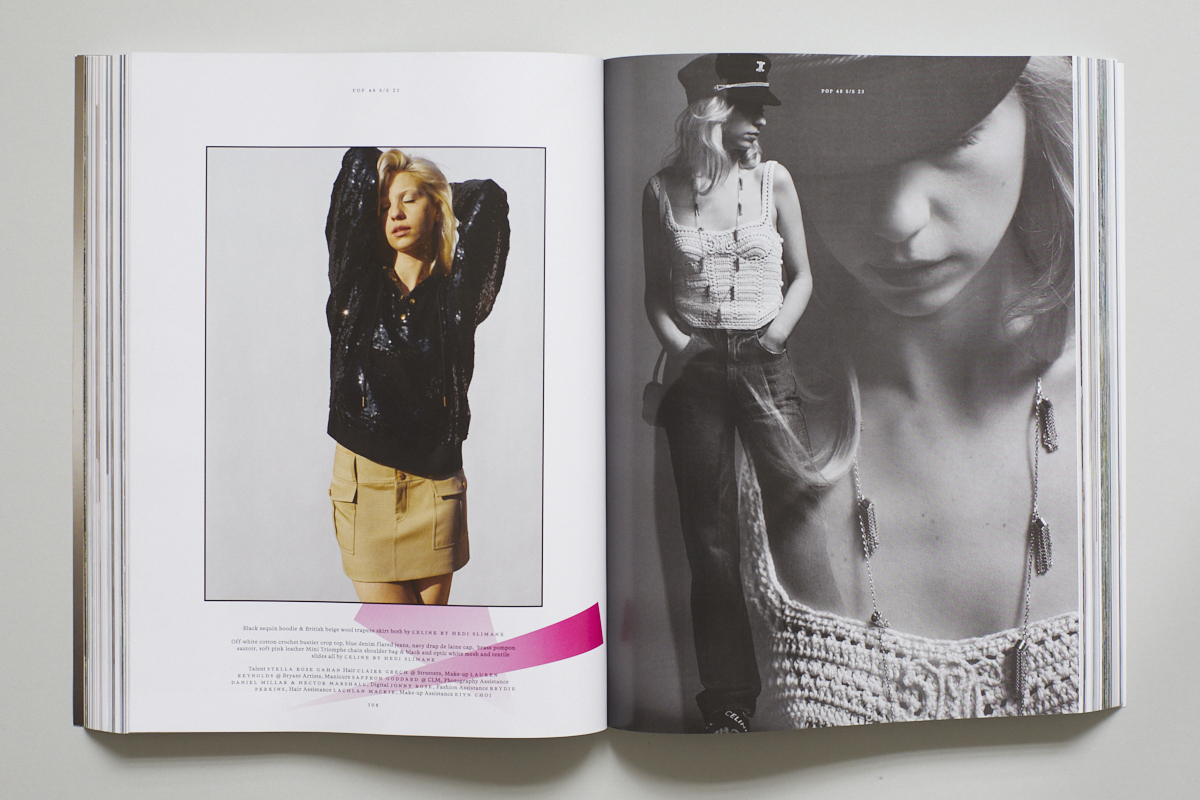 POP 48 S/S 23
Black sequin hoodie & British beige wool trapeze skirt both by CELINE BY HEDI SLIMANE
Off-white cotton crochet bustier crop top, blue denim flared jeans, navy drap de laine cap, brass pompon
sautoir, soft pink leather Mini Triomphe chain shoulder bag & black and optic white mesh and textile
slides all by CELINE BY HEDI SLIMANE
Talent STELLA ROSE GAHAN Hair CLAIRE GRECH @ Streeters, Make-up LAUREN
REYNOLDS @ Bryant Artists, Manicure SAFFRON GODDARD @ CLM, Photography Assistance
DANIEL MILLAR & HECTOR MARSHALL, Digital JONNY ROSE, Fashion Assistance BRYDIE
PERKINS, Hair Assistance LACHLAN MACKIE, Make-up Assistance KIYN CHOI
308
POP 48 S/S 23
CELINE